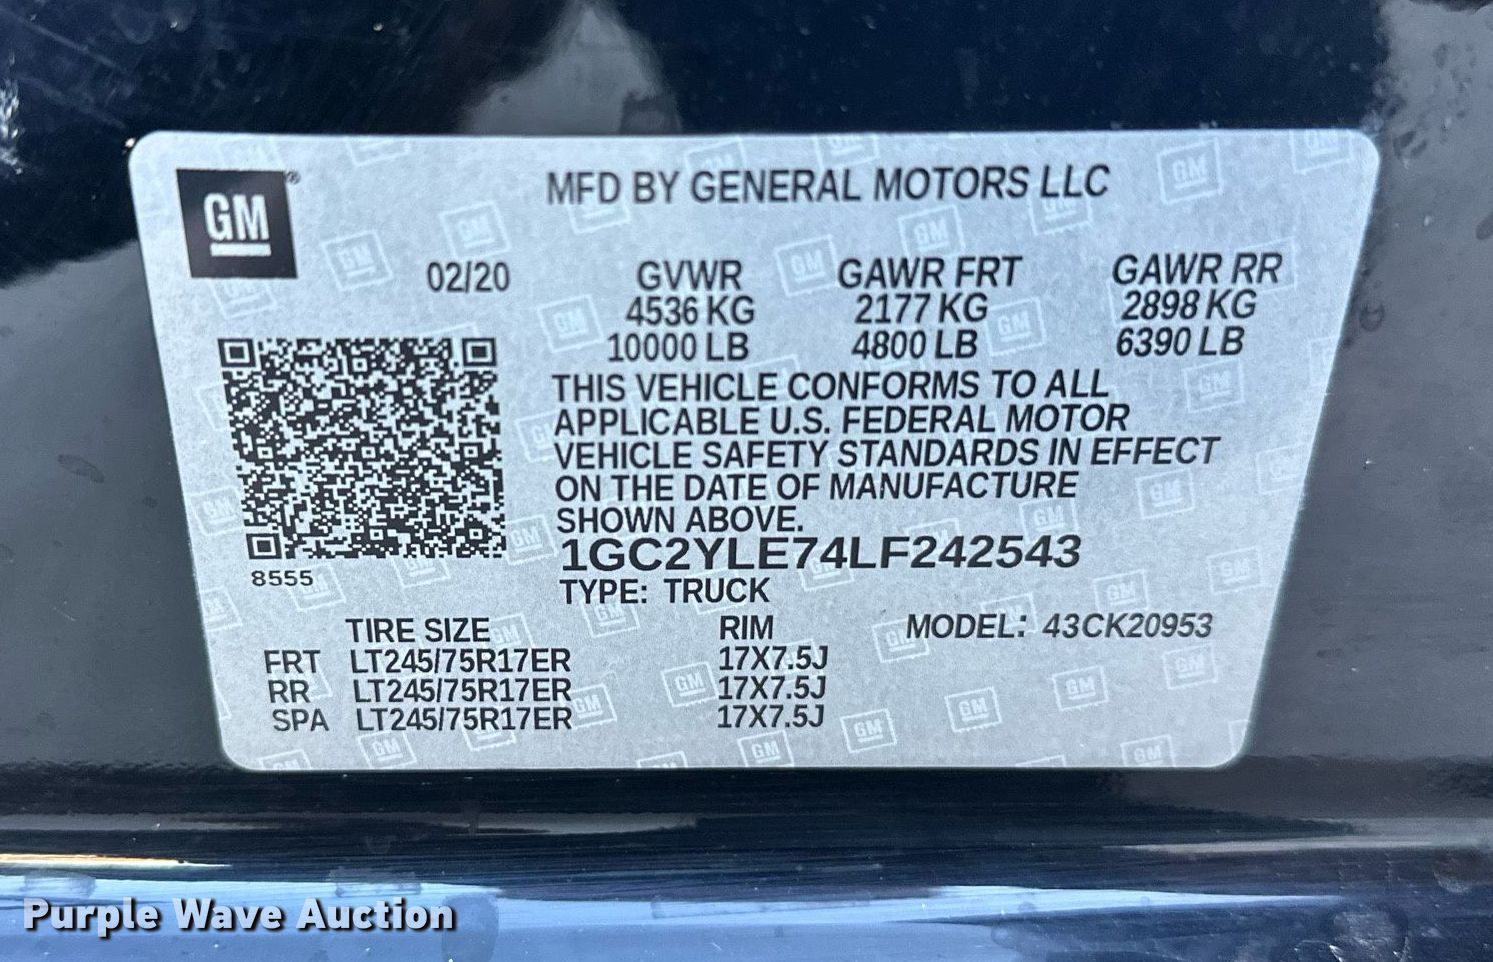 GM®
MFD BY GENERAL MOTORS LLC
02/20 GVWR GAWR FRT GAWR RR
4536 KG 2177 KG 2898 KG
10000 LB 4800 LB 6390 LB
THIS VEHICLE CONFORMS TO ALL
APPLICABLE U.S. FEDERAL MOTOR
VEHICLE SAFETY STANDARDS IN EFFECT
ON THE DATE OF MANUFACTURE
SHOWN ABOVE.
1GC2YLE74LF242543
8555
TYPE: TRUCK
TIRE SIZE RIM MODEL: 43CK20953
FRT LT245/75R17ER 17X7.5J
RR LT245/75R17ER 17X7.5J
SPA LT245/75R17ER 17X7.5J
Purple Wave Auction